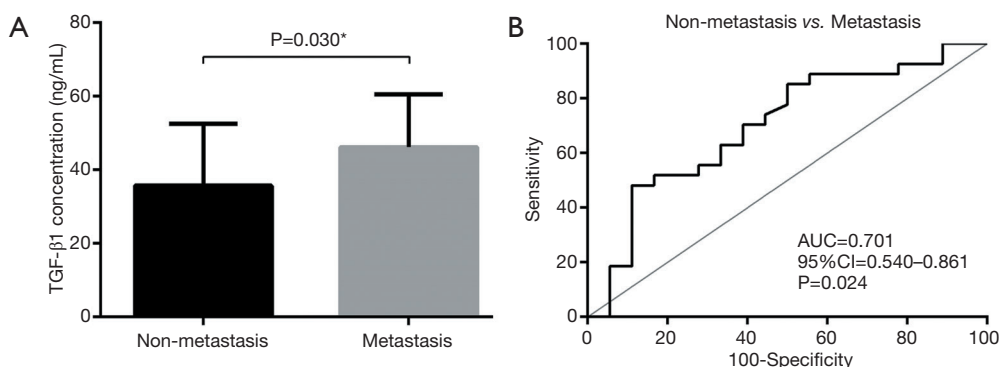 A
TGF-β1 concentration (ng/mL)
80
60
40
20
0
P=0.030*
Non-metastasis
Metastasis
B
Non-metastasis vs. Metastasis
Sensitivity
100
80
60
40
20
0
AUC=0.701
95%CI=0.540–0.861
P=0.024
0 20 40 60 80 100
100-Specificity